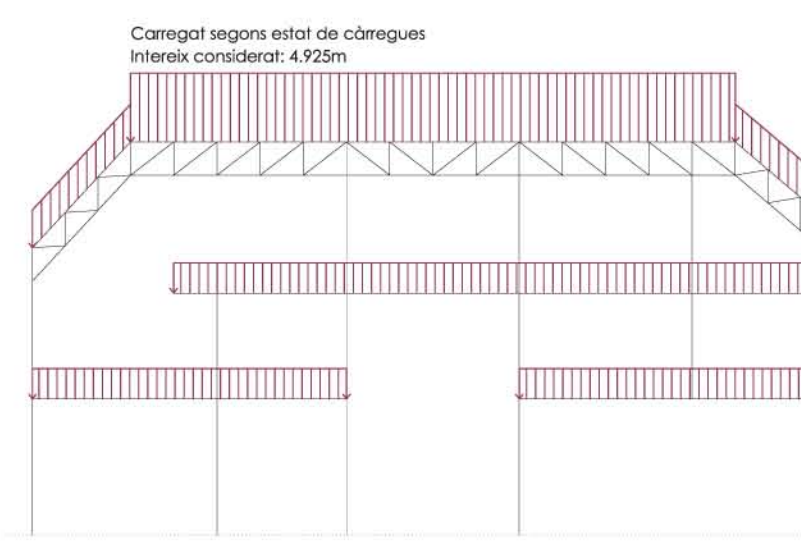 Carregat segons estat de càrregues
Intereix considerat: 4.925m